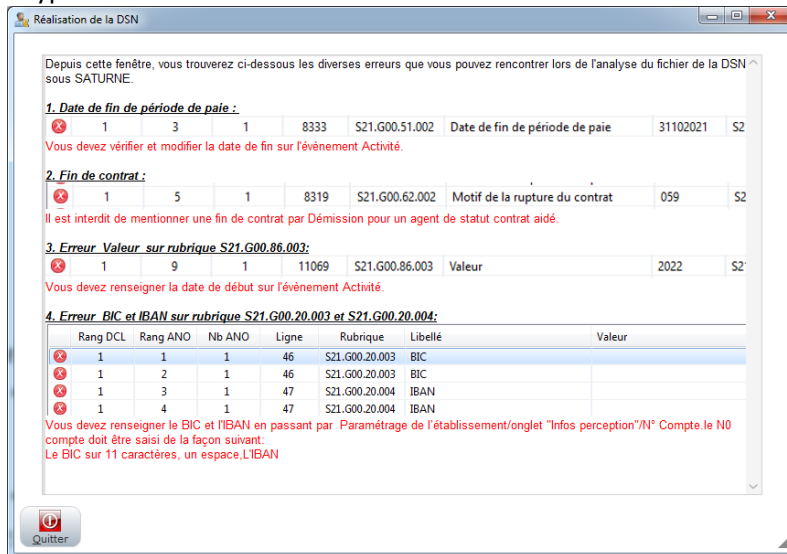 Réalisation de la DSN
Depuis cette fenêtre, vous trouverez ci-dessous les diverses erreurs que vous pouvez rencontrer lors de l'analyse du fichier de la DSN
sous SATURNE.
1. Date de fin de période de paie :
1 3 1 8333 S21.G00.51.002 Date de fin de période de paie 31102021 S2
Vous devez vérifier et modifier la date de fin sur l'évènement Activité.
2. Fin de contrat :
1 5 1 8319 S21.G00.62.002 Motif de la rupture du contrat 059 S2
Il est interdit de mentionner une fin de contrat par Démission pour un agent de statut contrat aidé.
3. Erreur Valeur sur rubrique S21.G00.86.003:
1 9 1 11069 S21.G00.86.003 Valeur 2022 S2
Vous devez renseigner la date de début sur l'évènement Activité.
4. Erreur BIC et IBAN sur rubrique S21.G00.20.003 et S21.G00.20.004:
Rang DCL Rang ANO Nb ANO Ligne Rubrique Libellé Valeur
1 1 1 46 S21.G00.20.003 BIC
1 2 1 46 S21.G00.20.003 BIC
1 3 1 47 S21.G00.20.004 IBAN
1 4 1 47 S21.G00.20.004 IBAN
Vous devez renseigner le BIC et l'IBAN en passant par Paramétrage de l'établissement/onglet "Infos perception"/N° Compte.le N0
compte doit être saisi de la façon suivant:
Le BIC sur 11 caractères, un espace,L'IBAN
Quitter